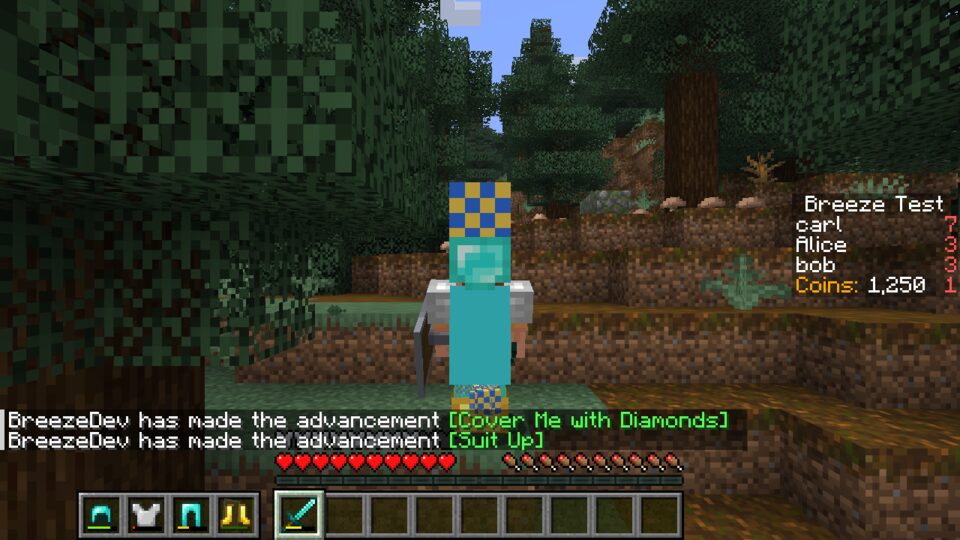 Breeze Test
carl 7
Alice 3
bob 3
Coins: 1,250 1
BreezeDev has made the advancement [Cover Me with Diamonds]
BreezeDev has made the advancement [Suit Up]